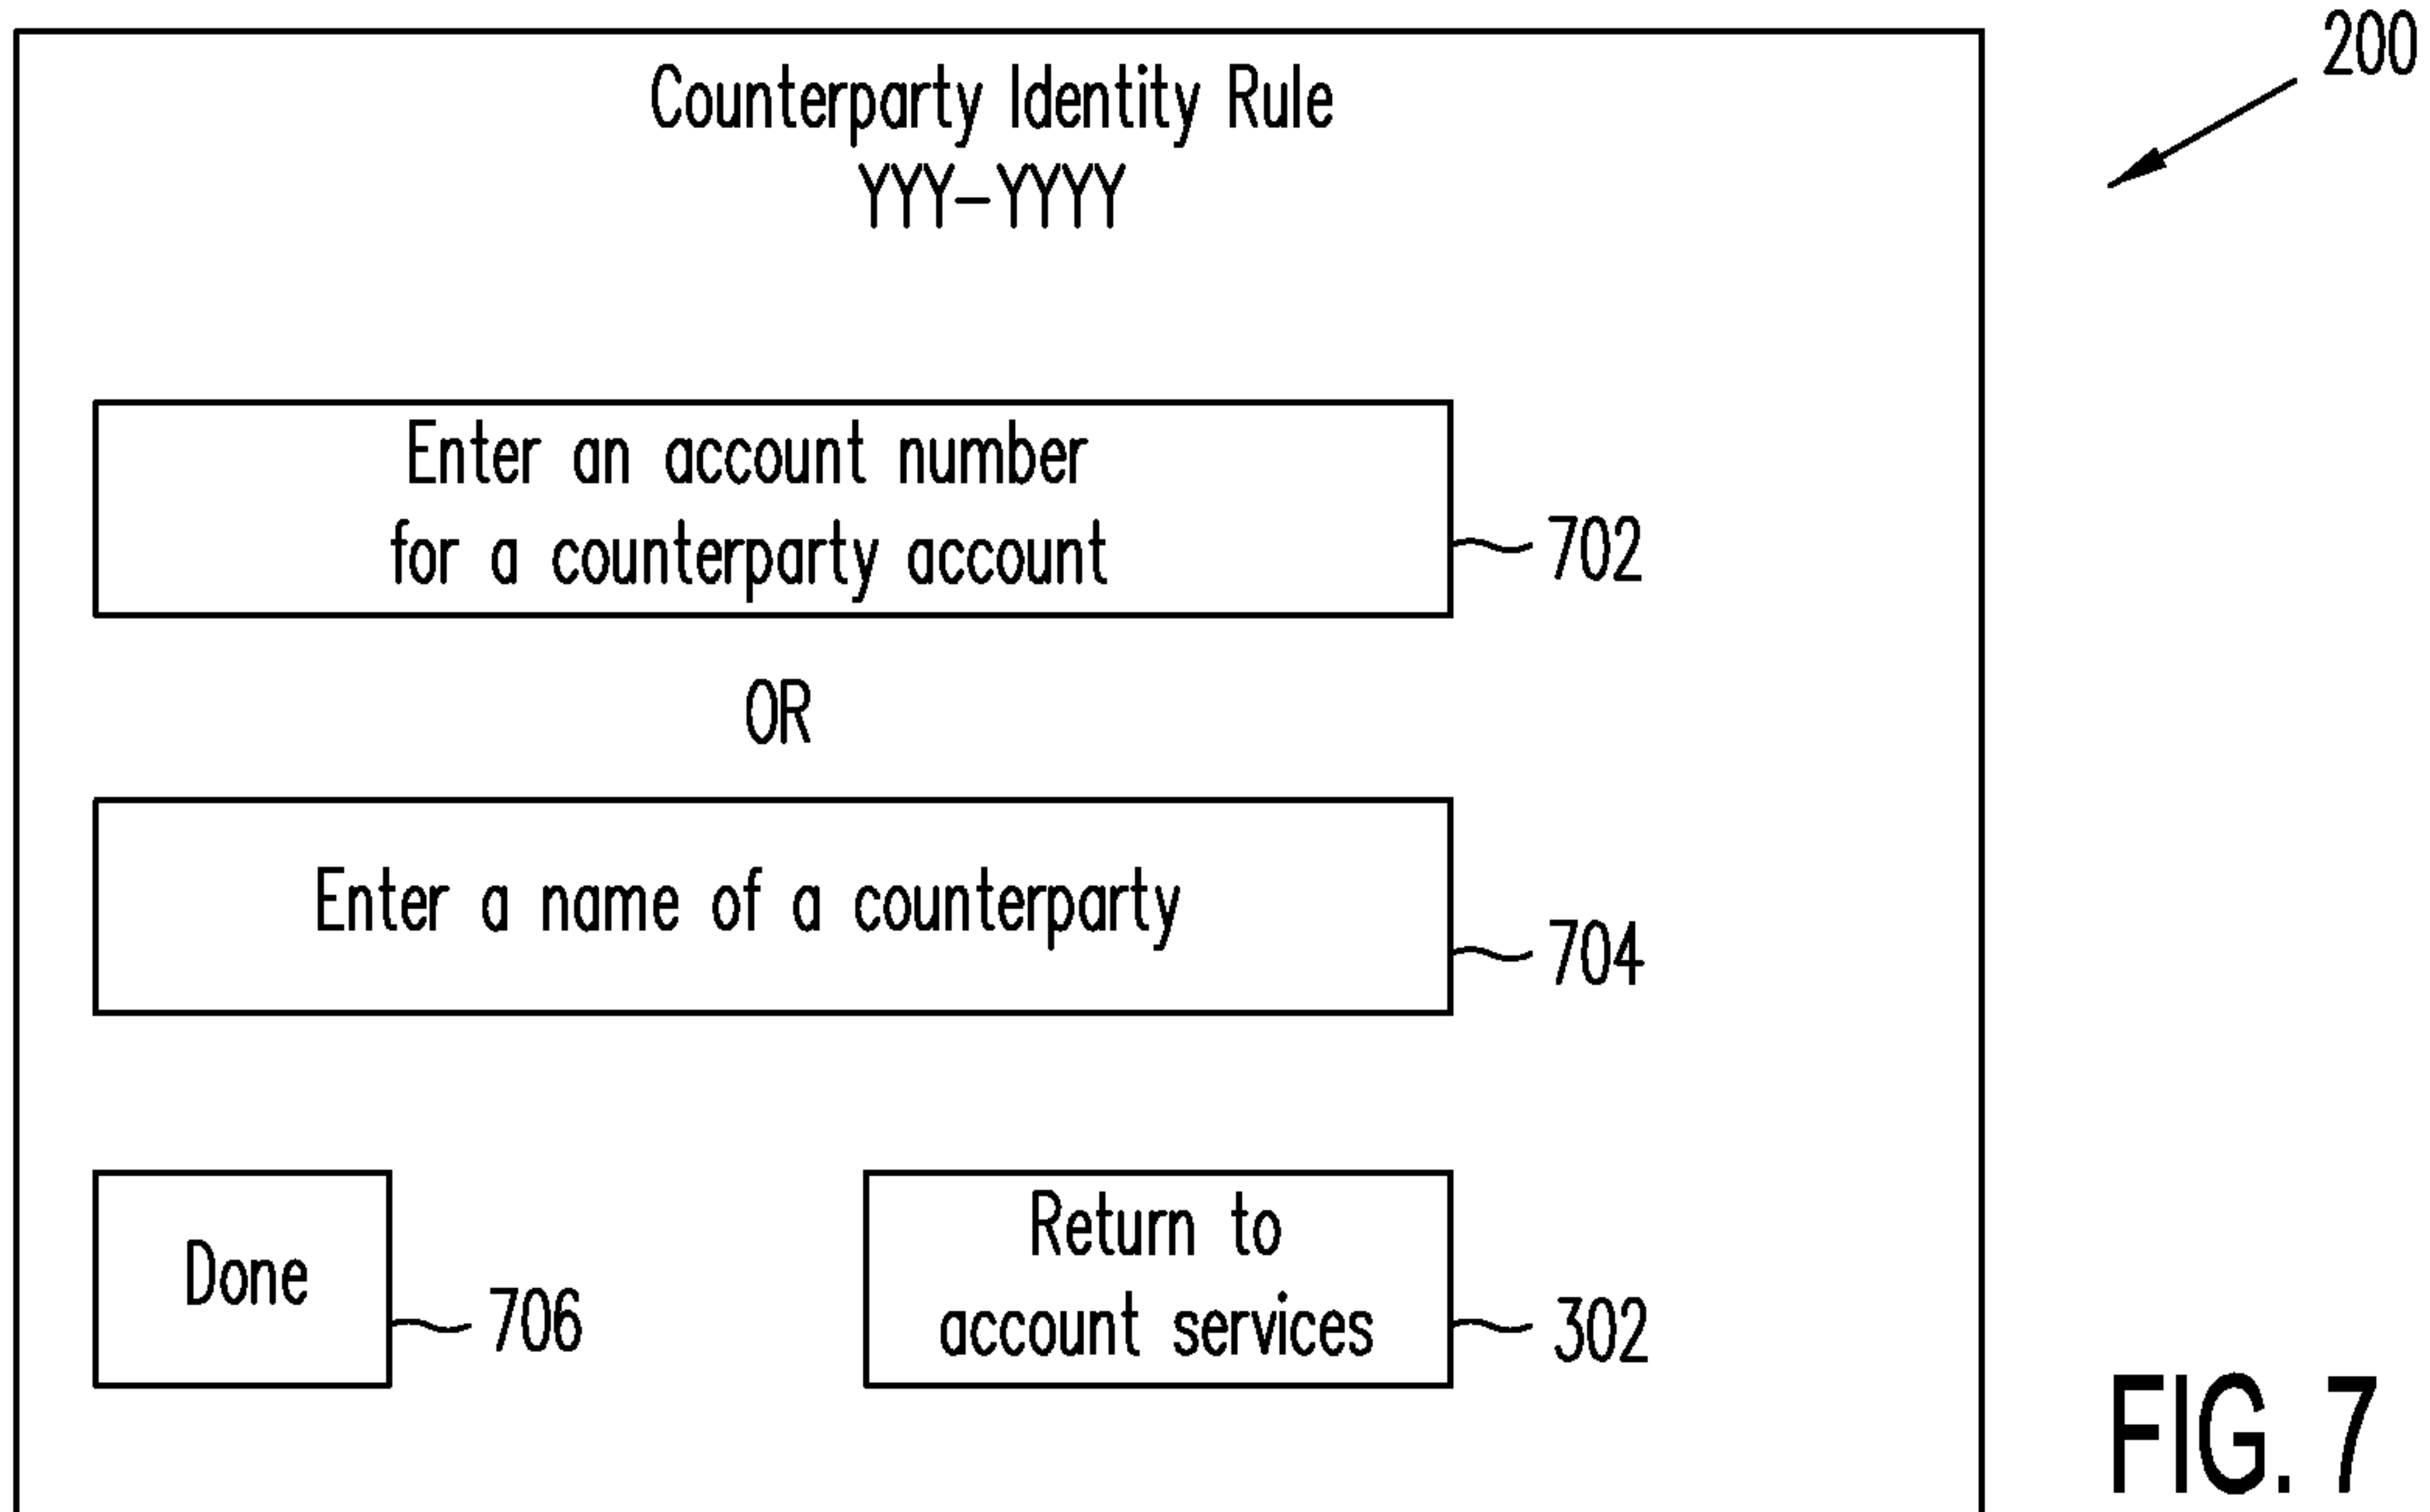 200
Counterparty Identity Rule
YYY-YYYY
Enter an account number
for a counterparty account
702
OR
Enter a name of a counterparty
704
Done
706
Return to
account services
302
FIG. 7